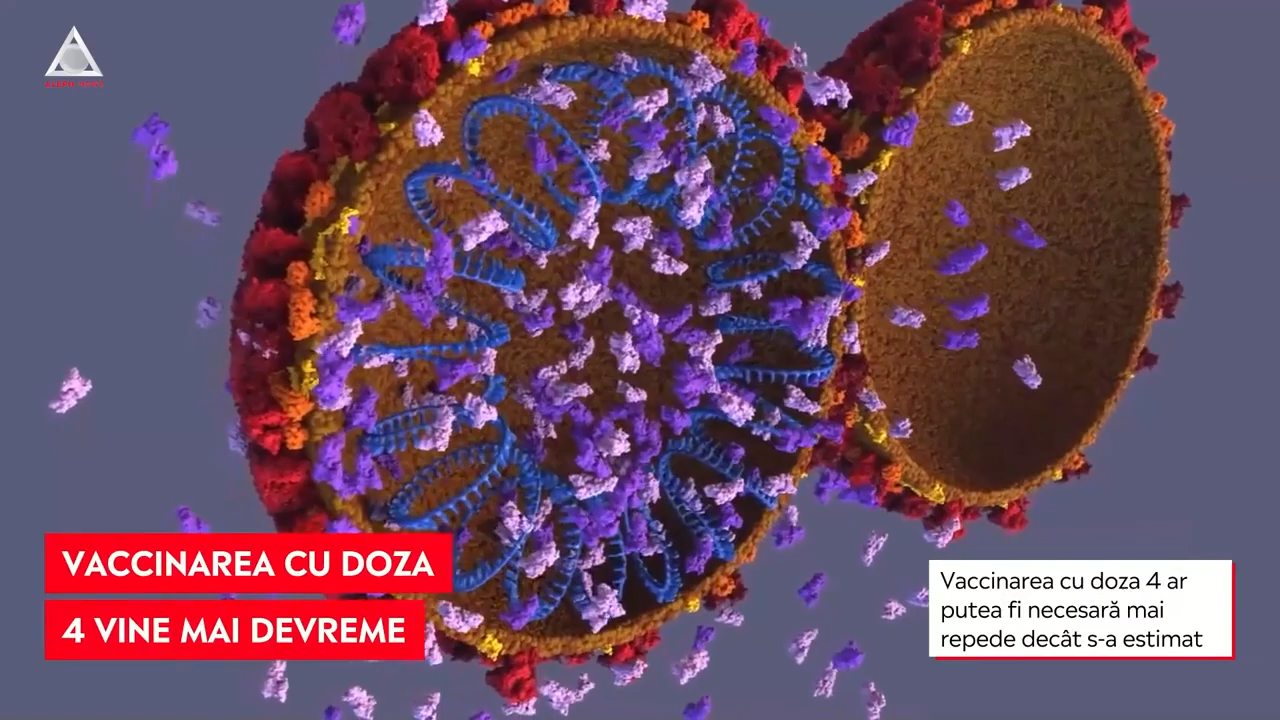 VACCINAREA CU DOZA
4 VINE MAI DEVREME
Vaccinarea cu doza 4 ar
putea fi necesară mai
repede decât s-a estimat